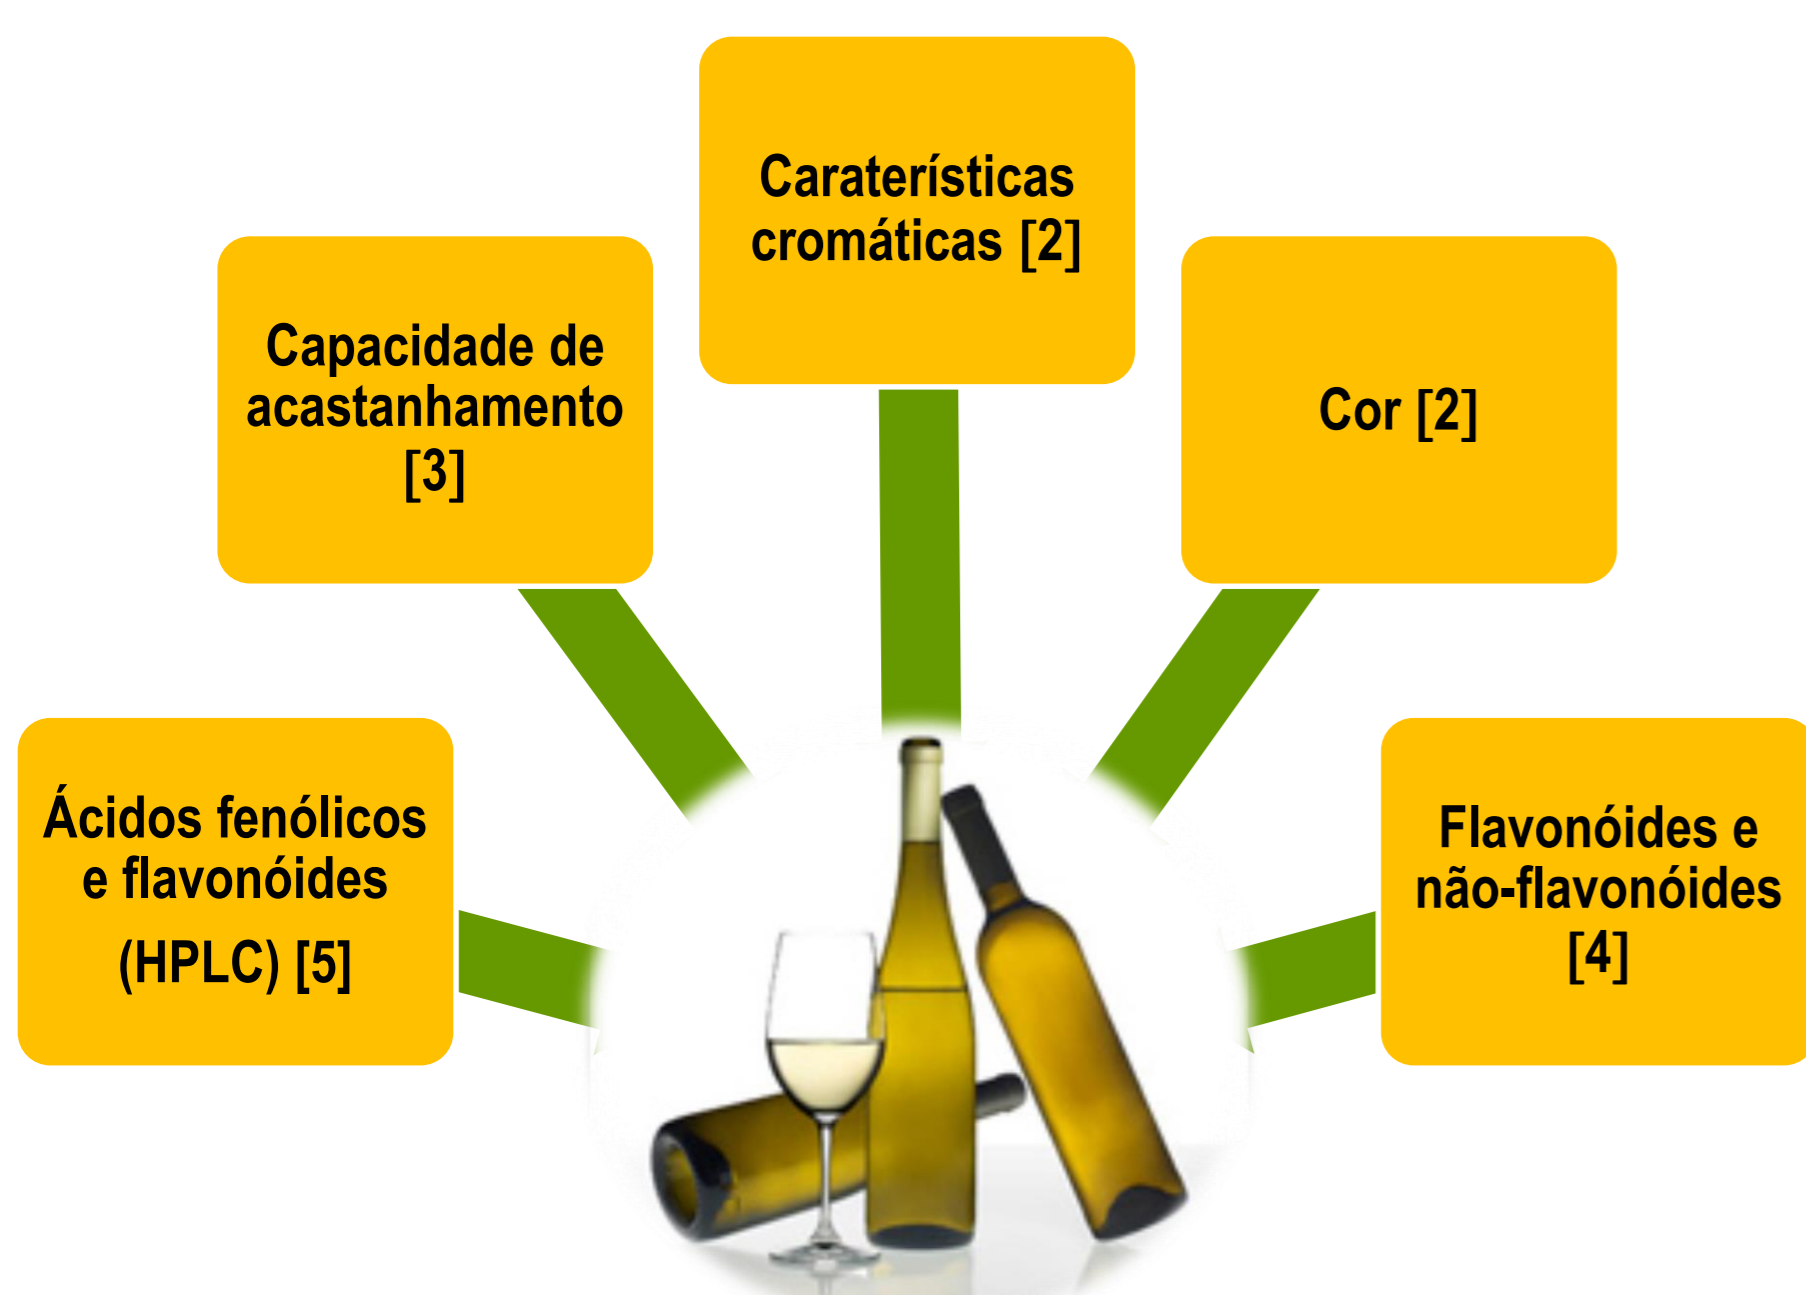 Caraterísticas
cromáticas [2]
Capacidade de
acastanhamento
[3]
Cor [2]
Ácidos fenólicos
e flavonóides
(HPLC) [5]
Flavonóides e
não-flavonóides
[4]